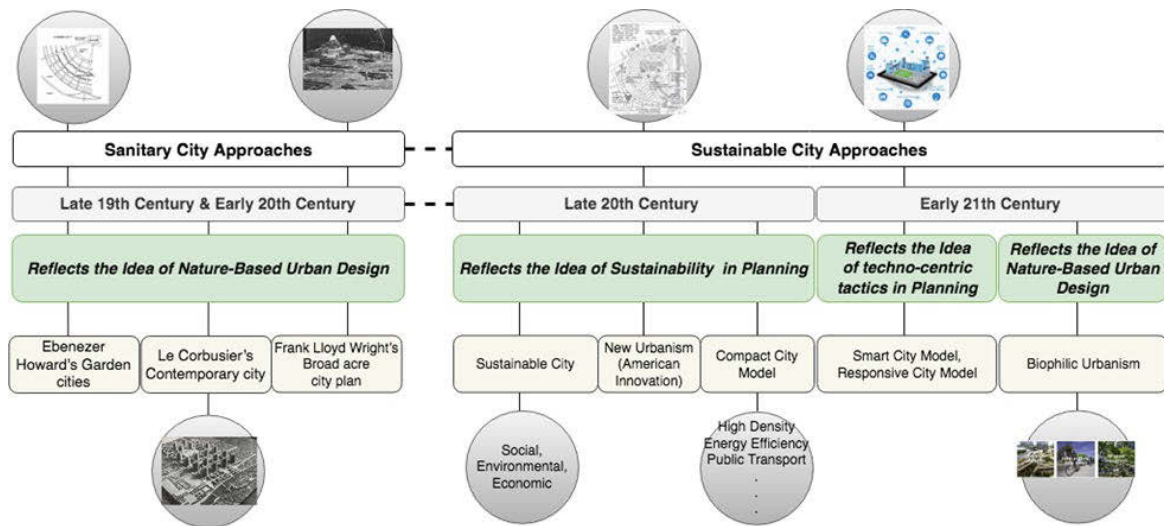 Sanitary City Approaches
Sustainable City Approaches
Late 19th Century & Early 20th Century
Late 20th Century
Early 21th Century
Reflects the Idea of Nature-Based Urban Design
Reflects the Idea of Sustainability in Planning
Reflects the Idea
of techno-centric
tactics in Planning
Reflects the Idea of
Nature-Based Urban
Design
Ebenezer
Howard's Garden
cities
Le Corbusier's
Contemporary city
Frank Lloyd Wright's
Broad acre
city plan
Sustainable City
New Urbanism
(American
Innovation)
Compact City
Model
Smart City Model,
Responsive City Model
Biophilic Urbanism
Social,
Environmental,
Economic
High Density
Energy Efficiency
Public Transport
.
.
.